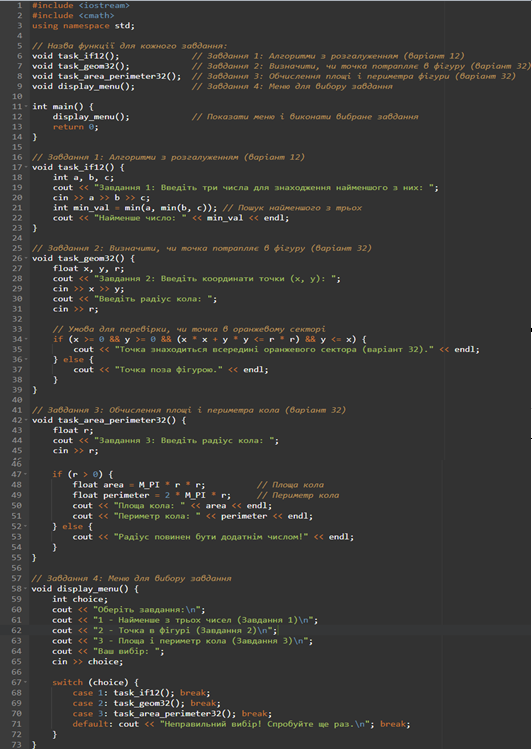 1 #include <iostream>
2 #include <cmath>
3 using namespace std;
4
5 // Назва функції для кожного завдання:
6 void task_if12(); // Завдання 1: Алгоритми з розгалуженням (варіант 12)
7 void task_geom32(); // Завдання 2: Визначити, чи точка потрапляє в фігуру (варіант 32)
8 void task_area_perimeter32(); // Завдання 3: Обчислення площі і периметра фігури (варіант 32)
9 void display_menu(); // Завдання 4: Меню для вибору завдання
10
11 int main() {
12 display_menu(); // Показати меню і виконати вибране завдання
13 return 0;
14 }
15
16 // Завдання 1: Алгоритми з розгалуженням (варіант 12)
17 void task_if12() {
18 int a, b, c;
19 cout << "Завдання 1: Введіть три числа для знаходження найменшого з них: ";
20 cin >> a >> b >> c;
21 int min_val = min(a, min(b, c)); // Пошук найменшого з трьох
22 cout << "Найменше число: " << min_val << endl;
23 }
24
25 // Завдання 2: Визначити, чи точка потрапляє в фігуру (варіант 32)
26 void task_geom32() {
27 float x, y, r;
28 cout << "Завдання 2: Введіть координати точки (x, y): ";
29 cin >> x >> y;
30 cout << "Введіть радіус кола: ";
31 cin >> r;
32
33 // Умова для перевірки, чи точка в оранжевому секторі
34 if (x >= 0 && y >= 0 && (x * x + y * y <= r * r) && y <= x) {
35 cout << "Точка знаходиться всередині оранжевого сектора (варіант 32)." << endl;
36 } else {
37 cout << "Точка поза фігурою." << endl;
38 }
39 }
40
41 // Завдання 3: Обчислення площі і периметра кола (варіант 32)
42 void task_area_perimeter32() {
43 float r;
44 cout << "Завдання 3: Введіть радіус кола: ";
45 cin >> r;
46
47 if (r > 0) {
48 float area = M_PI * r * r; // Площа кола
49 float perimeter = 2 * M_PI * r; // Периметр кола
50 cout << "Площа кола: " << area << endl;
51 cout << "Периметр кола: " << perimeter << endl;
52 } else {
53 cout << "Радіус повинен бути додатнім числом!" << endl;
54 }
55 }
56
57 // Завдання 4: Меню для вибору завдання
58 void display_menu() {
59 int choice;
60 cout << "Оберіть завдання:\n";
61 cout << "1 - Найменше з трьох чисел (Завдання 1)\n";
62 cout << "2 - Точка в фігурі (Завдання 2)\n";
63 cout << "3 - Площа і периметр кола (Завдання 3)\n";
64 cout << "Ваш вибір: ";
65 cin >> choice;
66
67 switch (choice) {
68 case 1: task_if12(); break;
69 case 2: task_geom32(); break;
70 case 3: task_area_perimeter32(); break;
71 default: cout << "Неправильний вибір! Спробуйте ще раз.\n"; break;
72 }
73 }